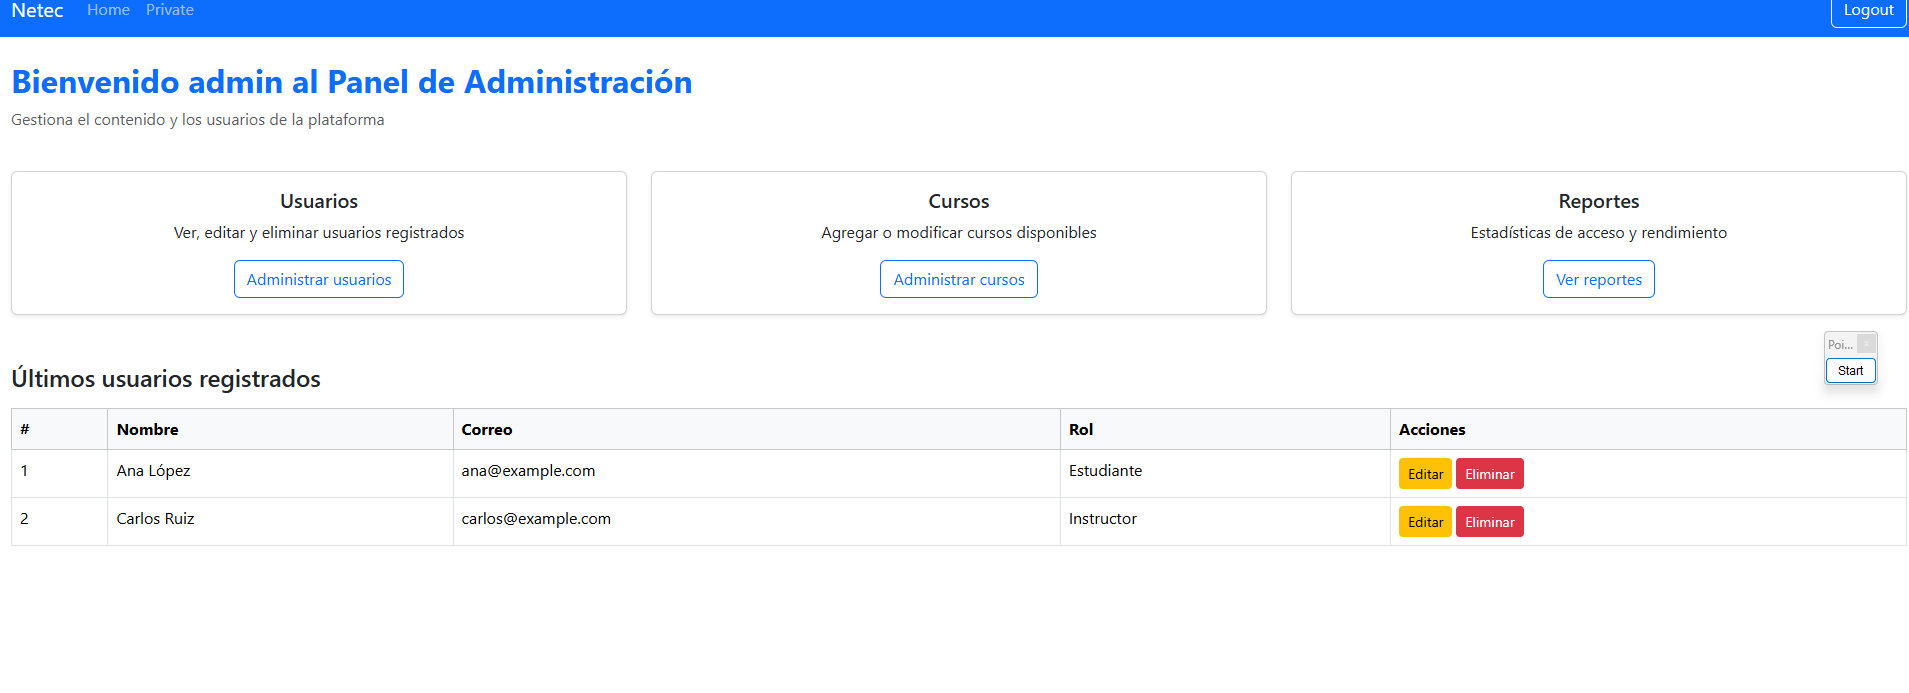 Netec Home Private Logout
Bienvenido admin al Panel de Administración
Gestiona el contenido y los usuarios de la plataforma
Usuarios
Ver, editar y eliminar usuarios registrados
Administrar usuarios
Cursos
Agregar o modificar cursos disponibles
Administrar cursos
Reportes
Estadísticas de acceso y rendimiento
Ver reportes
Poi... x
Start
Últimos usuarios registrados
# Nombre Correo Rol Acciones
1 Ana López ana@example.com Estudiante Editar Eliminar
2 Carlos Ruiz carlos@example.com Instructor Editar Eliminar